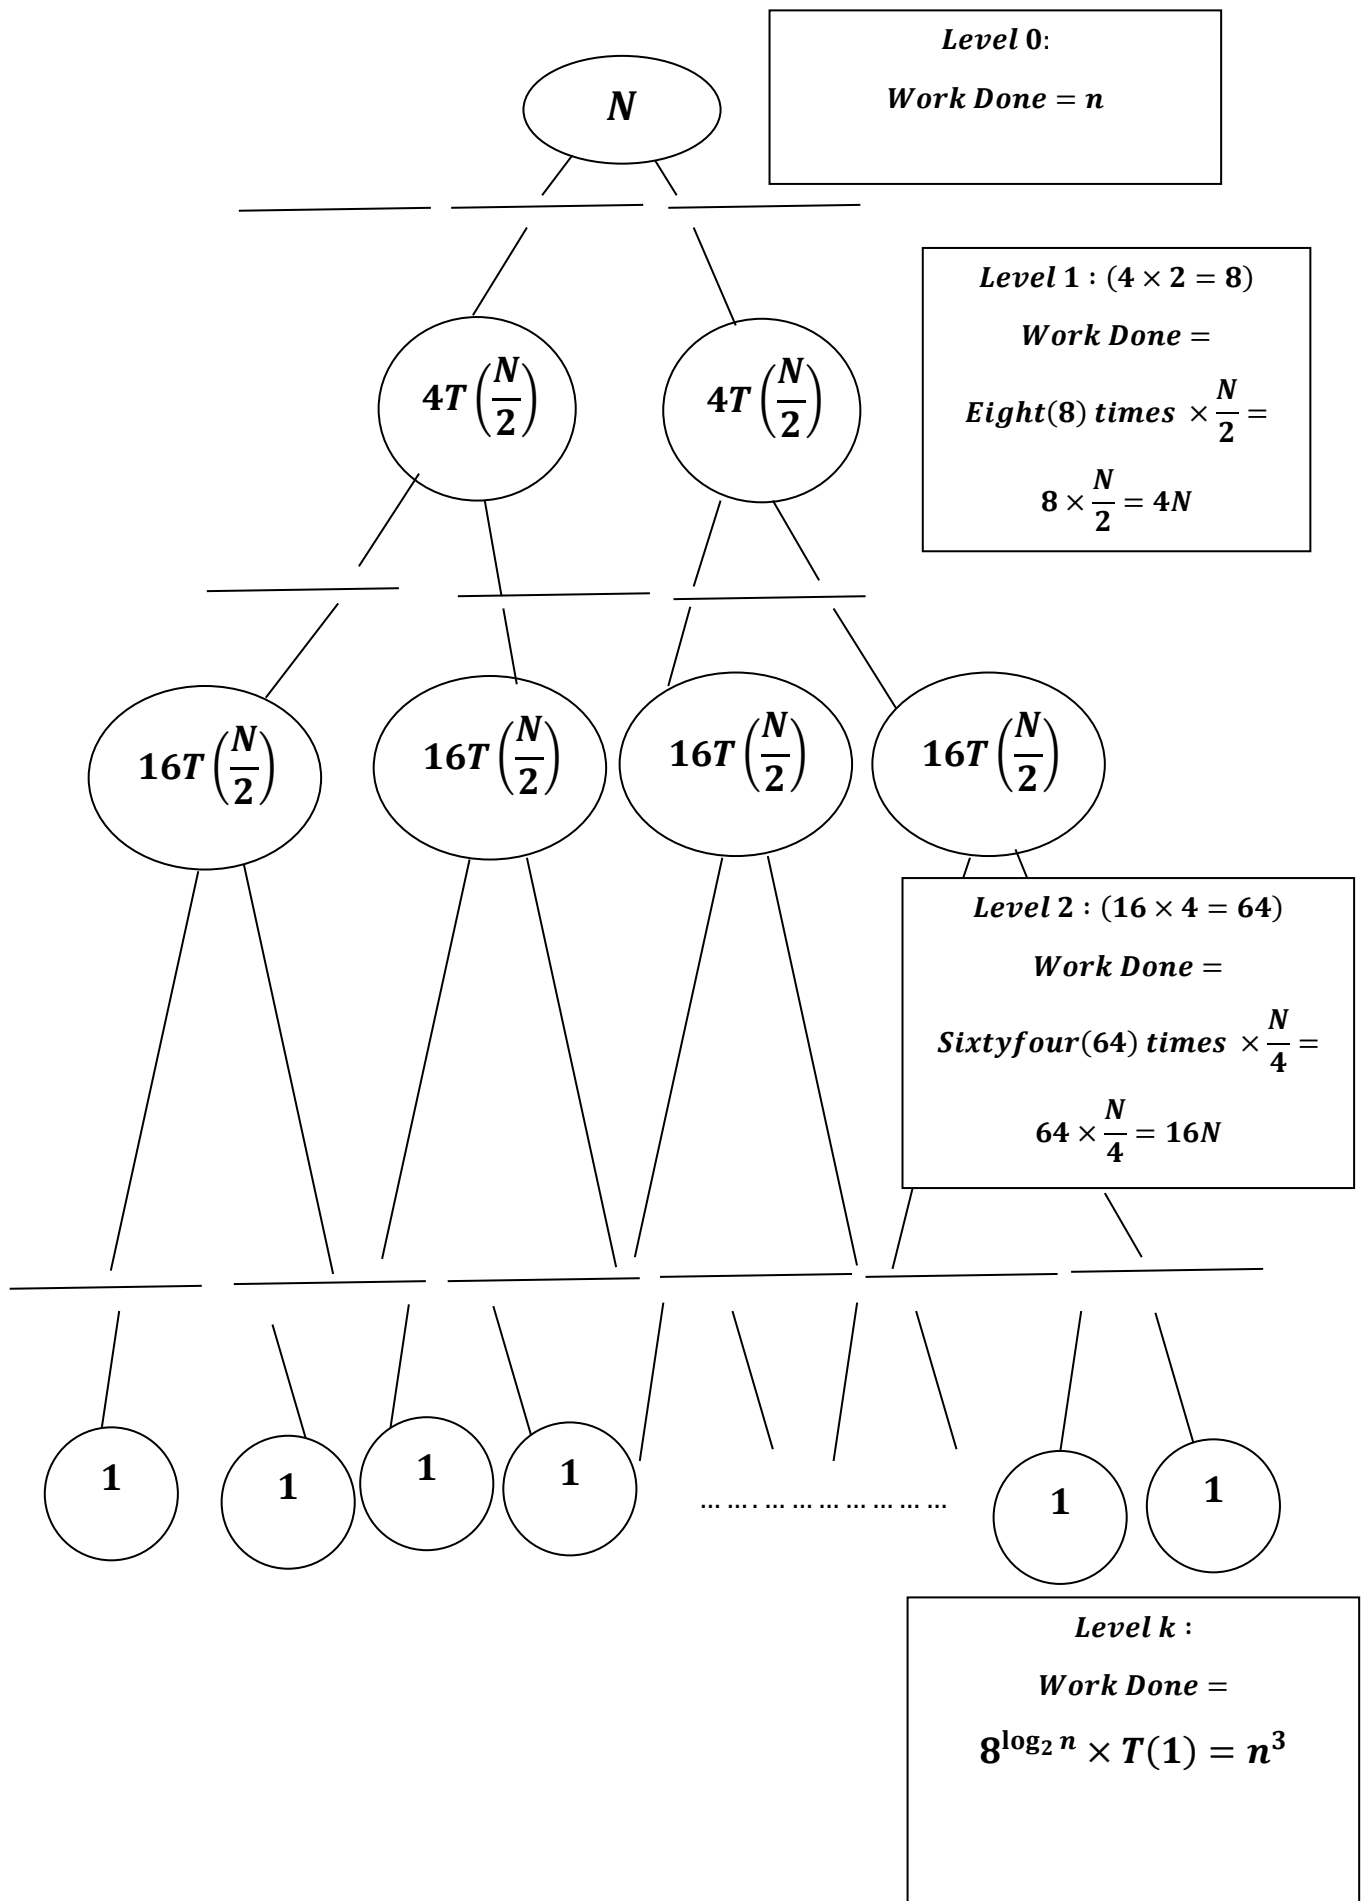 Level 0:
Work Done = n
N
Level 1 : (4 × 2 = 8)
Work Done =
Eight(8) times × N/2 =
8 × N/2 = 4N
4T(N/2) 4T(N/2)
16T(N/2) 16T(N/2) 16T(N/2) 16T(N/2)
Level 2 : (16 × 4 = 64)
Work Done =
Sixtyfour(64) times × N/4 =
64 × N/4 = 16N
1 1 1 1 … … . … … … … … … … 1 1
Level k :
Work Done =
8^(log₂ n) × T(1) = n³